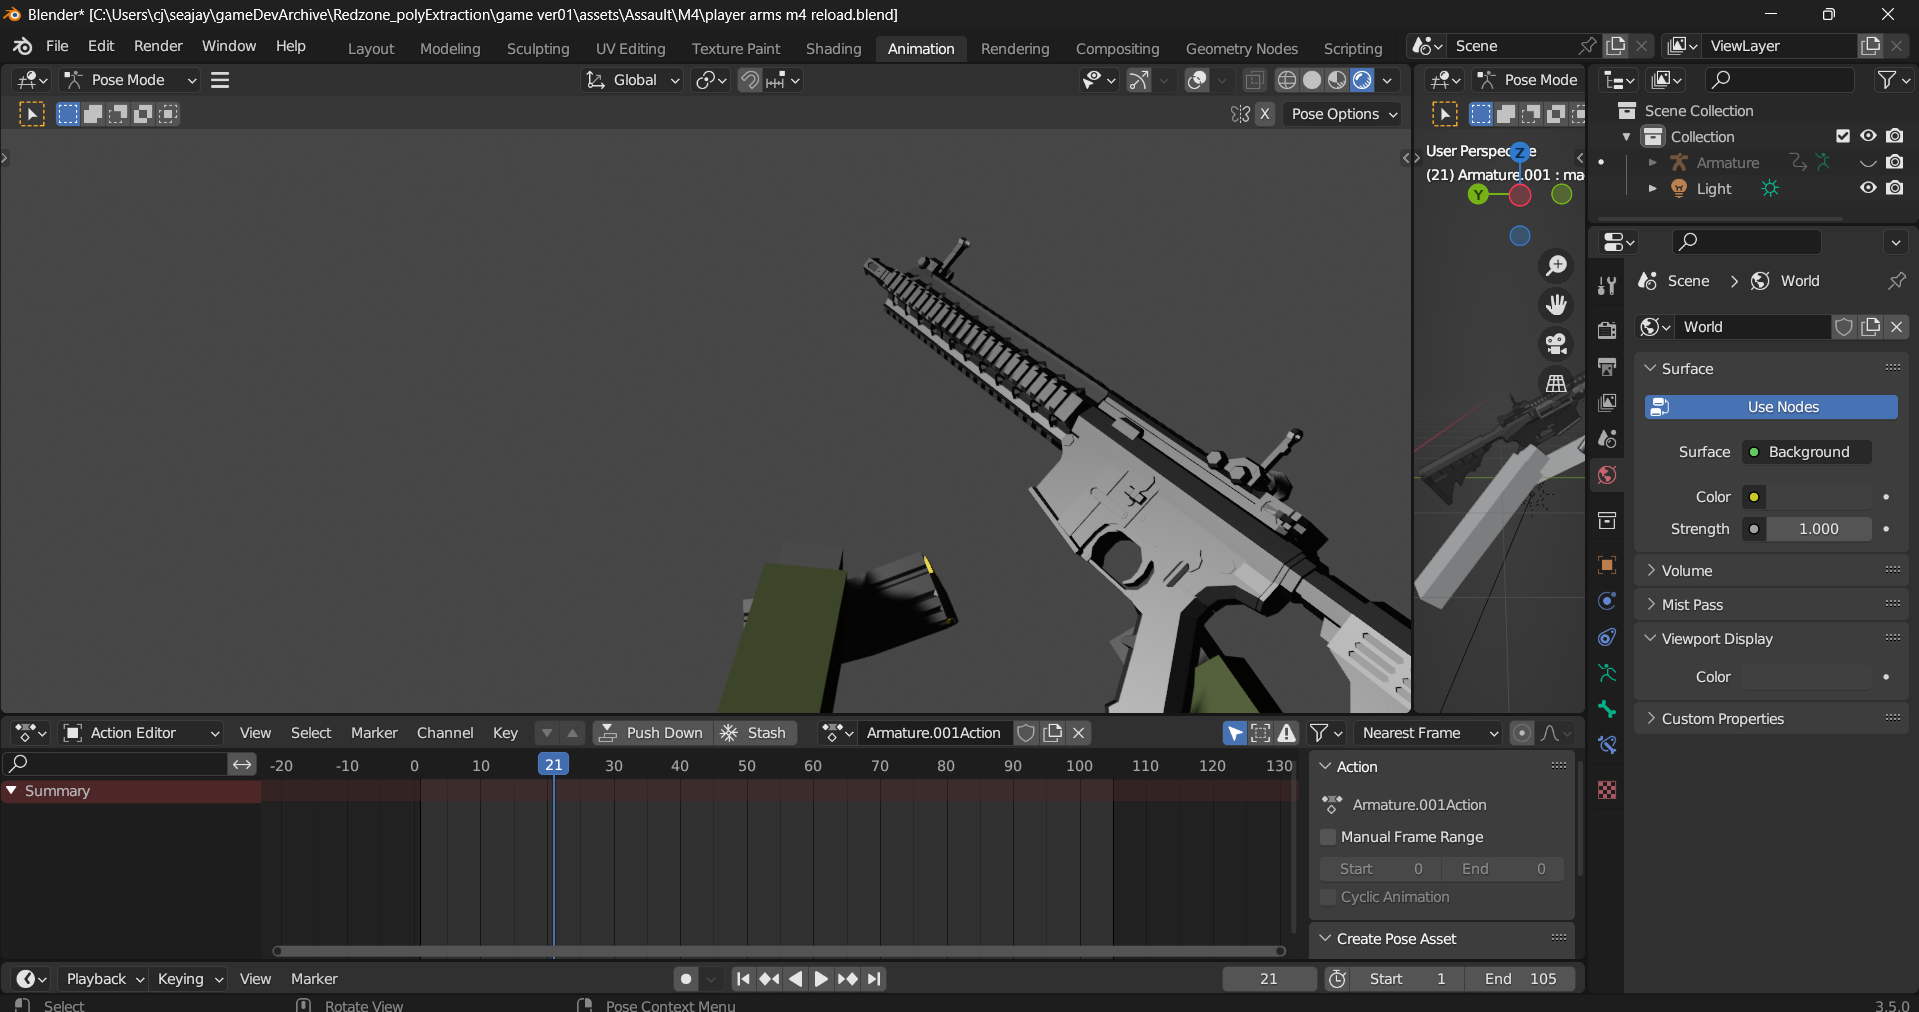 Blender* [C:\Users\cj\seajay\gameDevArchive\Redzone_polyExtraction\game ver01\assets\Assault\M4\player arms m4 reload.blend]
File Edit Render Window Help Layout Modeling Sculpting UV Editing Texture Paint Shading Animation Rendering Compositing Geometry Nodes Scripting Scene ViewLayer
Pose Mode Global Pose Mode
X Pose Options
Scene Collection
Collection
Armature
Light
User Perspec e
(21) Armature.001 : ma
Z
Y
Scene > World
World
Surface
Use Nodes
Surface Background
Color
Strength 1.000
Volume
Mist Pass
Viewport Display
Color
Custom Properties
Action Editor View Select Marker Channel Key Push Down Stash Armature.001Action Nearest Frame
-20 -10 0 10 21 30 40 50 60 70 80 90 100 110 120 130
Summary
Action
Armature.001Action
Manual Frame Range
Start 0 End 0
Cyclic Animation
Create Pose Asset
Playback Keying View Marker 21 Start 1 End 105
Select Rotate View Pose Context Menu 3.5.0